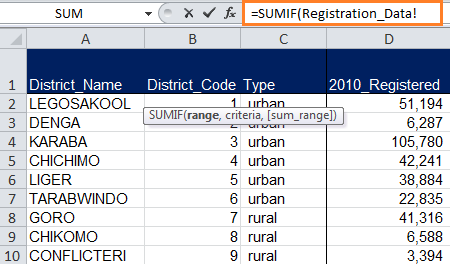 SUM =SUMIF(Registration_Data!
A B C D
1 District_Name District_Code Type 2010_Registered
2 LEGOSAKOOL 1 urban 51,194
SUMIF(range, criteria, [sum_range])
3 DENGA 2 urban 6,287
4 KARABA 3 urban 105,780
5 CHICHIMO 4 urban 42,241
6 LIGER 5 urban 38,884
7 TARABWINDO 6 urban 22,835
8 GORO 7 rural 41,316
9 CHIKOMO 8 rural 6,588
10 CONFLICTERI 9 rural 3,394